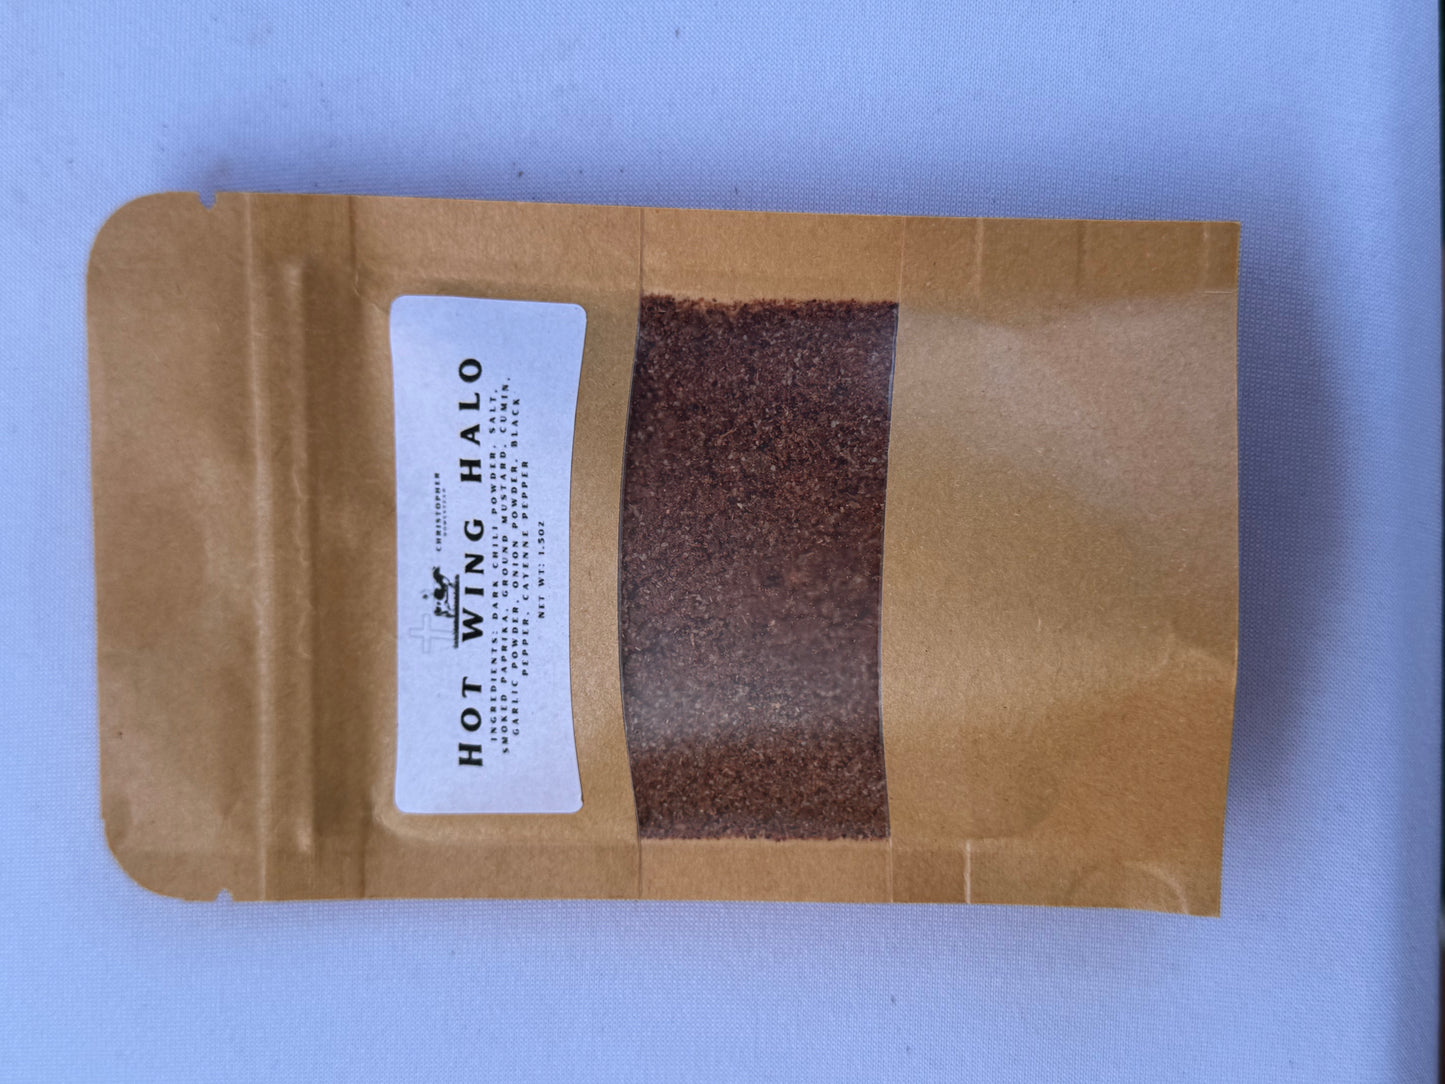 CHRISTOPHER
HOMESTEAD
HOT WING HALO
INGREDIENTS: DARK CHILI POWDER, SALT,
SMOKED PAPRIKA, GROUND MUSTARD, CUMIN,
GARLIC POWDER, ONION POWDER, BLACK
PEPPER, CAYENNE PEPPER
NET WT: 1.5OZ